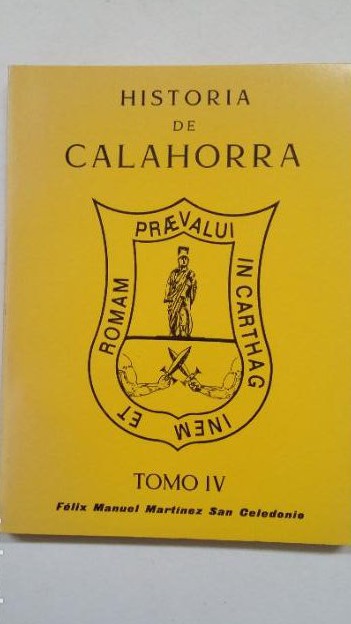 HISTORIA
DE
CALAHORRA
PRÆVALUI
IN CARTHAG
INEM
ET
ROMAM
TOMO IV
Félix Manuel Martínez San Celedonio